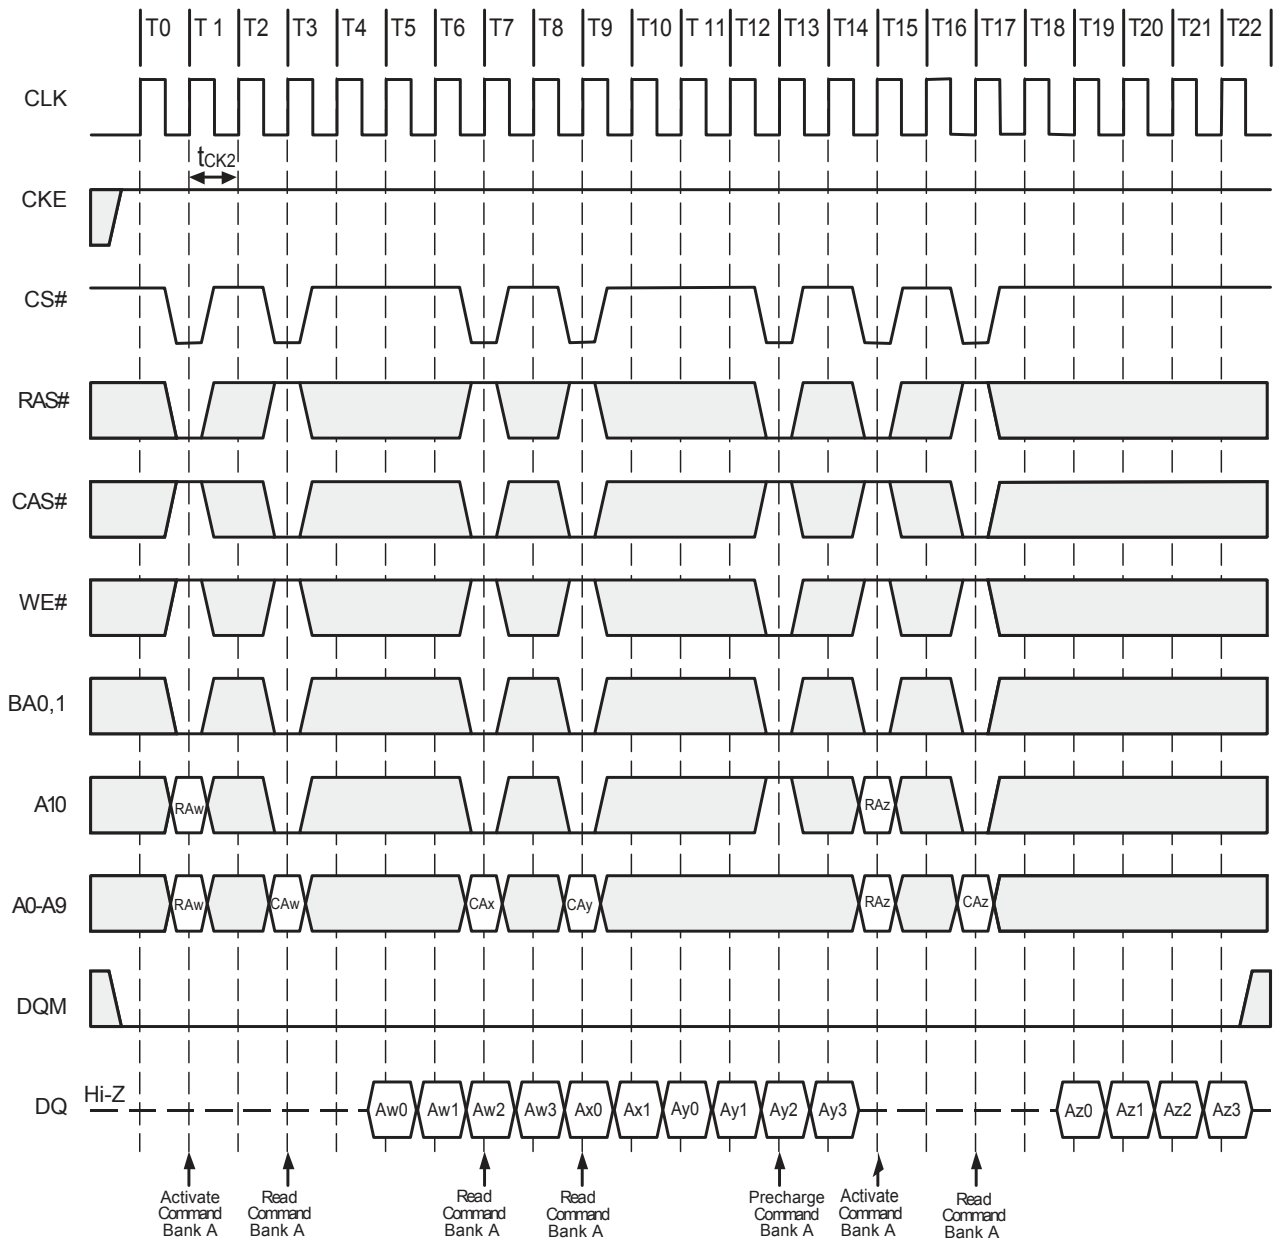 T0 T 1 T2 T3 T4 T5 T6 T7 T8 T9 T10 T 11 T12 T13 T14 T15 T16 T17 T18 T19 T20 T21 T22
CLK
tCK2
CKE
CS#
RAS#
CAS#
WE#
BA0,1
A10 RAw RAz
A0-A9 RAw CAw CAx CAy RAz CAz
DQM
Hi-Z
DQ Aw0 Aw1 Aw2 Aw3 Ax0 Ax1 Ay0 Ay1 Ay2 Ay3 Az0 Az1 Az2 Az3
Activate
Command
Bank A
Read
Command
Bank A
Read
Command
Bank A
Read
Command
Bank A
Precharge
Command
Bank A
Activate
Command
Bank A
Read
Command
Bank A